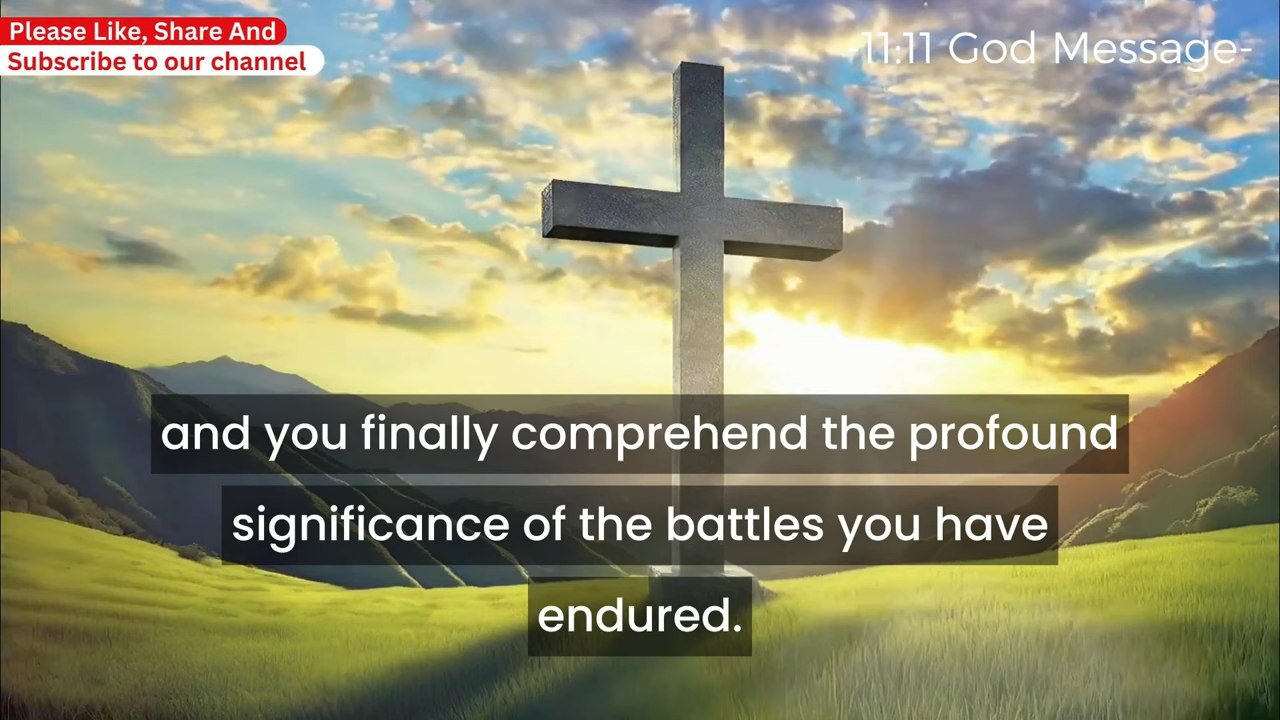 Please Like, Share And
Subscribe to our channel
-11:11 God Message-
and you finally comprehend the profound
significance of the battles you have
endured.